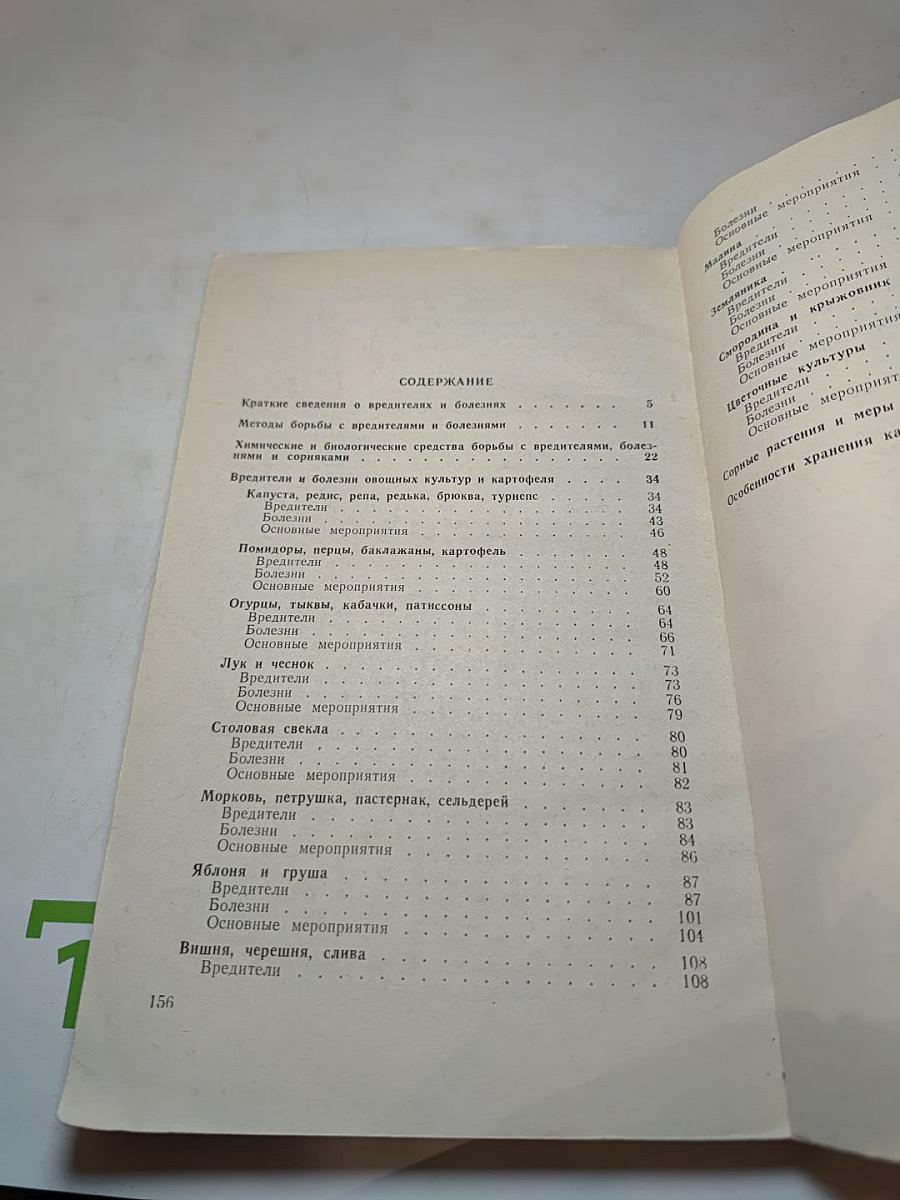 СОДЕРЖАНИЕ
Краткие сведения о вредителях и болезнях . . . . . . . 5
Методы борьбы с вредителями и болезнями . . . . . . . 11
Химические и биологические средства борьбы с вредителями, болез-
нями и сорняками . . . . . . . . . . . . . . . . 22
Вредители и болезни овощных культур и картофеля . . . . 34
Капуста, редис, репа, редька, брюква, турнепс . . . . . . 34
Вредители . . . . . . . . . . . . . . . . 34
Болезни . . . . . . . . . . . . . . . . . 43
Основные мероприятия . . . . . . . . . . . . 46
Помидоры, перцы, баклажаны, картофель . . . . . . . 48
Вредители . . . . . . . . . . . . . . . . 48
Болезни . . . . . . . . . . . . . . . . . 52
Основные мероприятия . . . . . . . . . . . . 60
Огурцы, тыквы, кабачки, патиссоны . . . . . . . . . 64
Вредители . . . . . . . . . . . . . . . . 64
Болезни . . . . . . . . . . . . . . . . . 66
Основные мероприятия . . . . . . . . . . . . 71
Лук и чеснок . . . . . . . . . . . . . . . . 73
Вредители . . . . . . . . . . . . . . . . 73
Болезни . . . . . . . . . . . . . . . . . 76
Основные мероприятия . . . . . . . . . . . . 79
Столовая свекла . . . . . . . . . . . . . . . 80
Вредители . . . . . . . . . . . . . . . . 80
Болезни . . . . . . . . . . . . . . . . . 81
Основные мероприятия . . . . . . . . . . . . 82
Морковь, петрушка, пастернак, сельдерей . . . . . . . 83
Вредители . . . . . . . . . . . . . . . . 83
Болезни . . . . . . . . . . . . . . . . . 84
Основные мероприятия . . . . . . . . . . . . 86
Яблоня и груша . . . . . . . . . . . . . . . 87
Вредители . . . . . . . . . . . . . . . . 87
Болезни . . . . . . . . . . . . . . . . . 101
Основные мероприятия . . . . . . . . . . . . 104
Вишня, черешня, слива . . . . . . . . . . . . . 108
Вредители . . . . . . . . . . . . . . . . 108
156
Болезни . . . . . .
Основные мероприятия
Малина . . . . . .
Вредители . . . . .
Болезни . . . . . .
Основные мероприятия
Земляника . . . . .
Вредители . . . . .
Болезни . . . . . .
Основные мероприятия
Смородина и крыжовник
Вредители . . . . .
Болезни . . . . . .
Основные мероприятия
Цветочные культуры .
Вредители . . . . .
Болезни . . . . . .
Основные мероприят
Сорные растения и меры
Особенности хранения ка
1